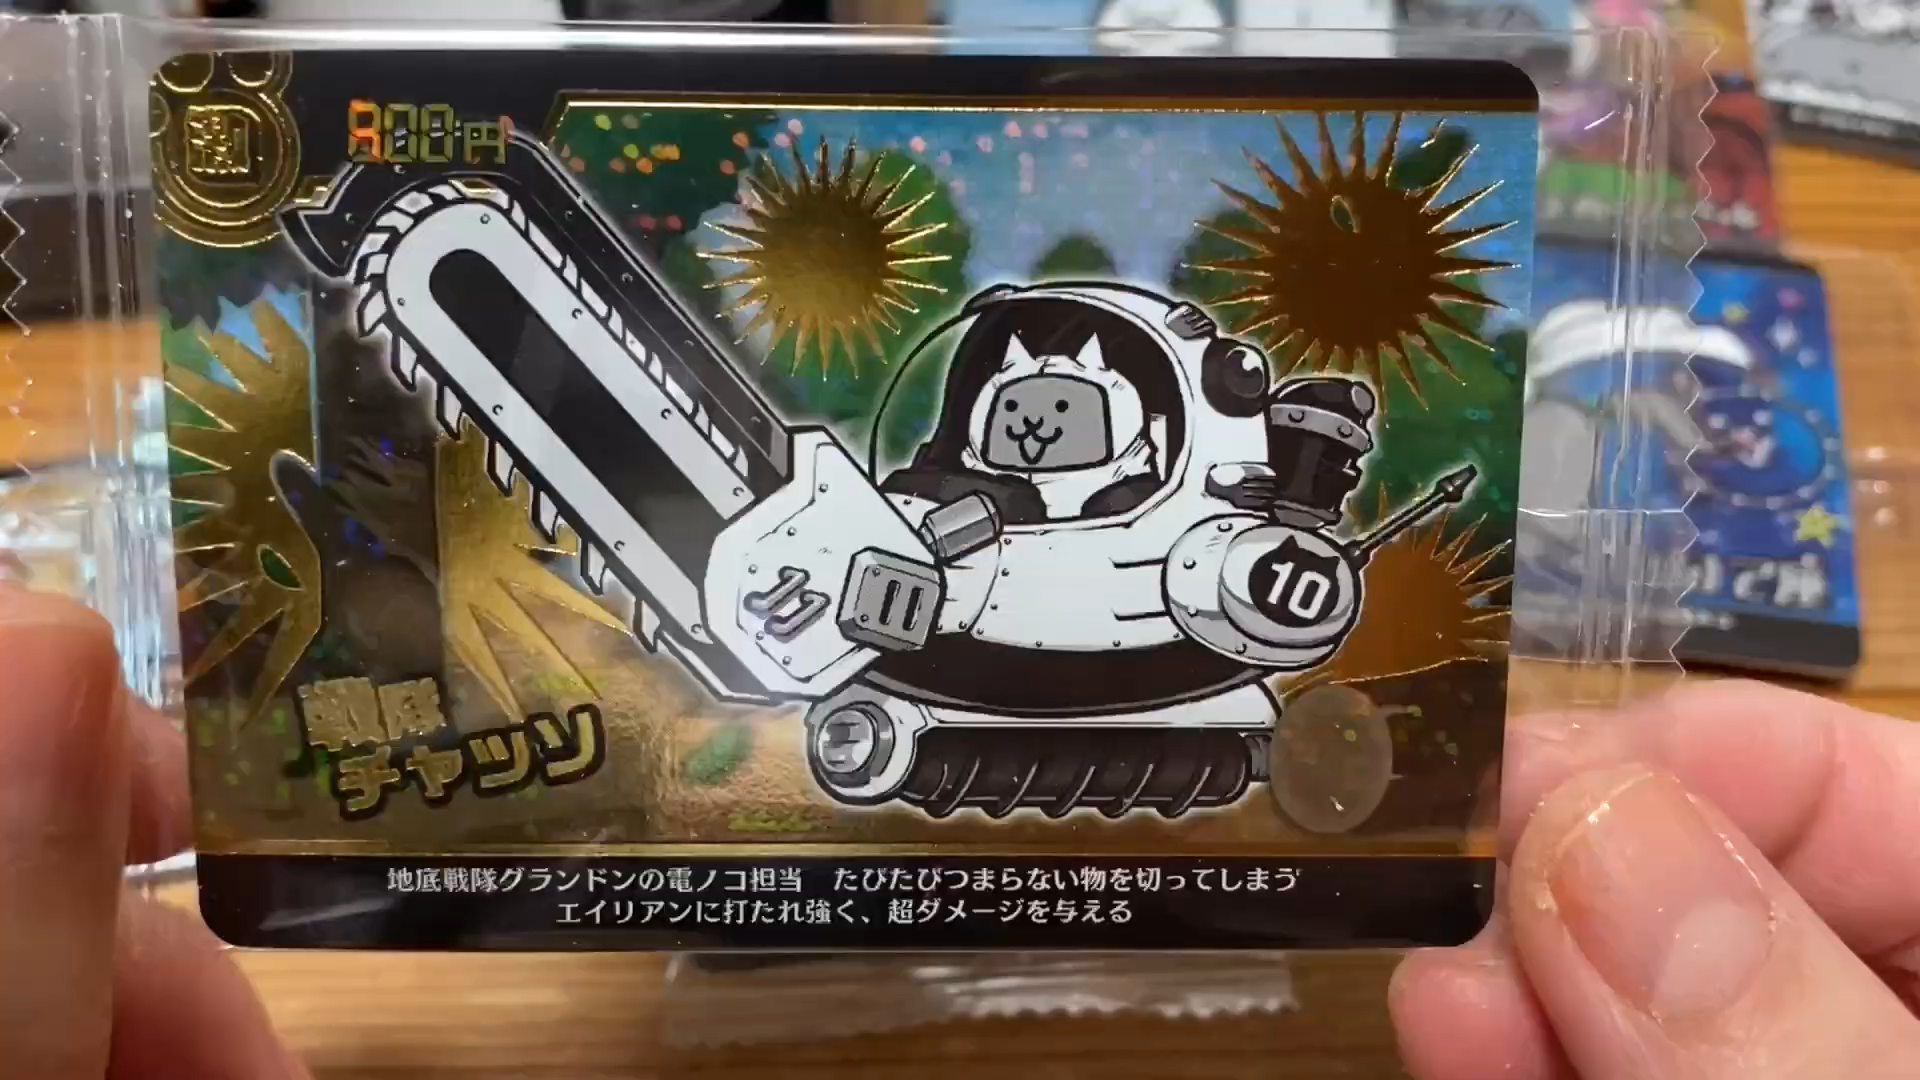 900円
10
戦隊
チャソン
地底戦隊グランドンの電ノコ担当　たびたびつまらない物を切ってしまう
エイリアンに打たれ強く、超ダメージを与える